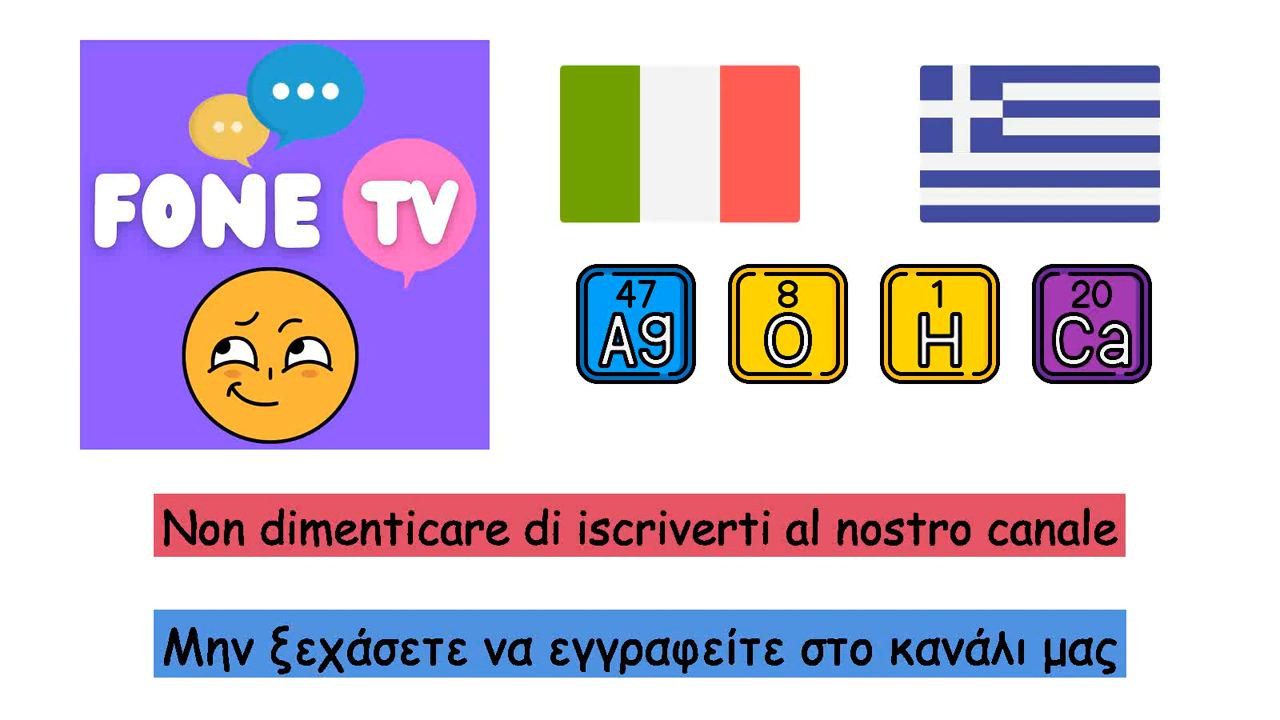 FONE TV
47 8 1 20
Ag O H Ca
Non dimenticare di iscriverti al nostro canale
Μην ξεχάσετε να εγγραφείτε στο κανάλι μας